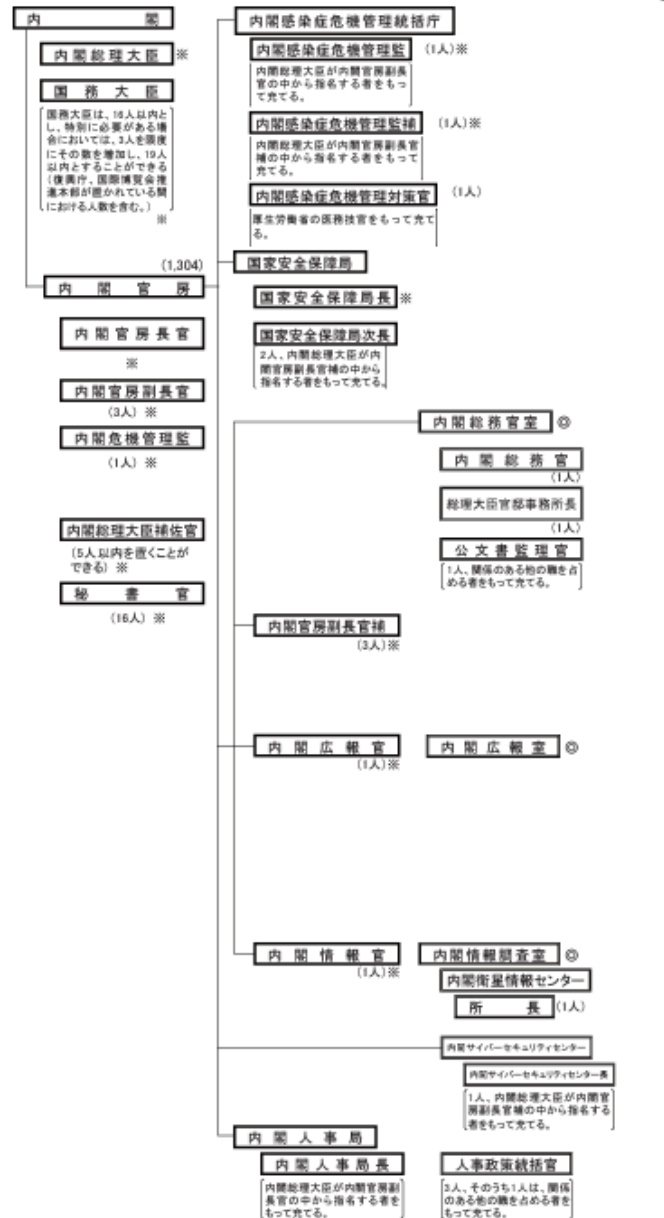 内閣
内閣総理大臣 ※
国務大臣
国務大臣は、16人以内と
し、特別に必要がある場
合においては、3人を限度
にその数を増加し、19人
以内とすることができる
(復興庁、国際博覧会推
進本部が置かれている間
における人数を含む。)
※
(1,304)
内閣官房
内閣官房長官
※
内閣官房副長官
(3人) ※
内閣危機管理監
(1人) ※
内閣総理大臣補佐官
(5人以内を置くことが
できる) ※
秘書官
(16人) ※
内閣感染症危機管理統括庁
内閣感染症危機管理監 (1人)※
内閣総理大臣が内閣官房副長
官の中から指名する者をもっ
て充てる。
内閣感染症危機管理監補 (1人)※
内閣総理大臣が内閣官房副長官
補の中から指名する者をもって
充てる。
内閣感染症危機管理対策官 (1人)
厚生労働省の医務技官をもって充て
る。
国家安全保障局
国家安全保障局長 ※
国家安全保障局次長
2人、内閣総理大臣が内
閣官房副長官補の中から
指名する者をもって充てる。
内閣総務官室 ◎
内閣総務官
(1人)
総理大臣官邸事務所長
(1人)
公文書監理官
1人、関係のある他の職を占
める者をもって充てる。
内閣官房副長官補
(3人)※
内閣広報官 内閣広報室 ◎
(1人)※
内閣情報官 内閣情報調査室 ◎
(1人)※
内閣衛星情報センター
所長 (1人)
内閣サイバーセキュリティセンター
内閣サイバーセキュリティセンター長
1人、内閣総理大臣が内閣官
房副長官補の中から指名する
者をもって充てる。
内閣人事局
内閣人事局長
内閣総理大臣が内閣官房副
長官の中から指名する者を
もって充てる。
人事政策統括官
3人、そのうち1人は、関係
のある他の職を占める者を
もって充てる。